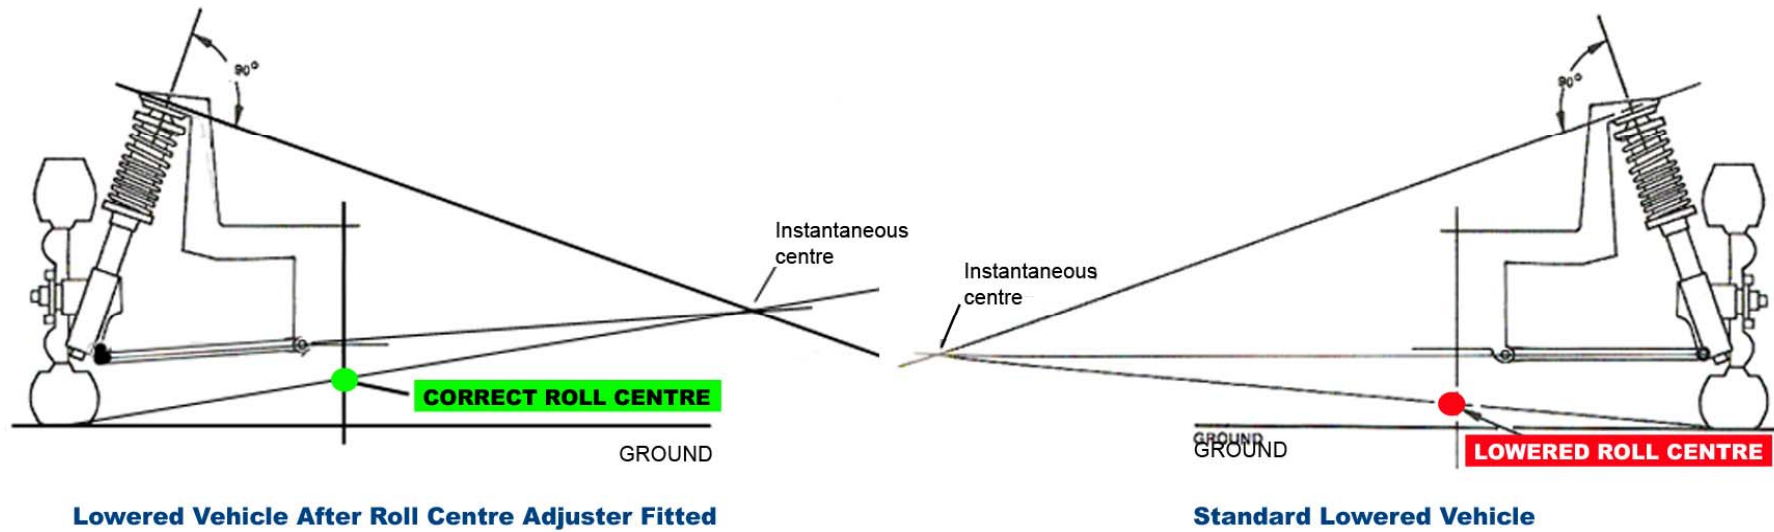 90°
90°
Instantaneous
centre
Instantaneous
centre
CORRECT ROLL CENTRE
GROUND
GROUND
GROUND
LOWERED ROLL CENTRE
Lowered Vehicle After Roll Centre Adjuster Fitted
Standard Lowered Vehicle